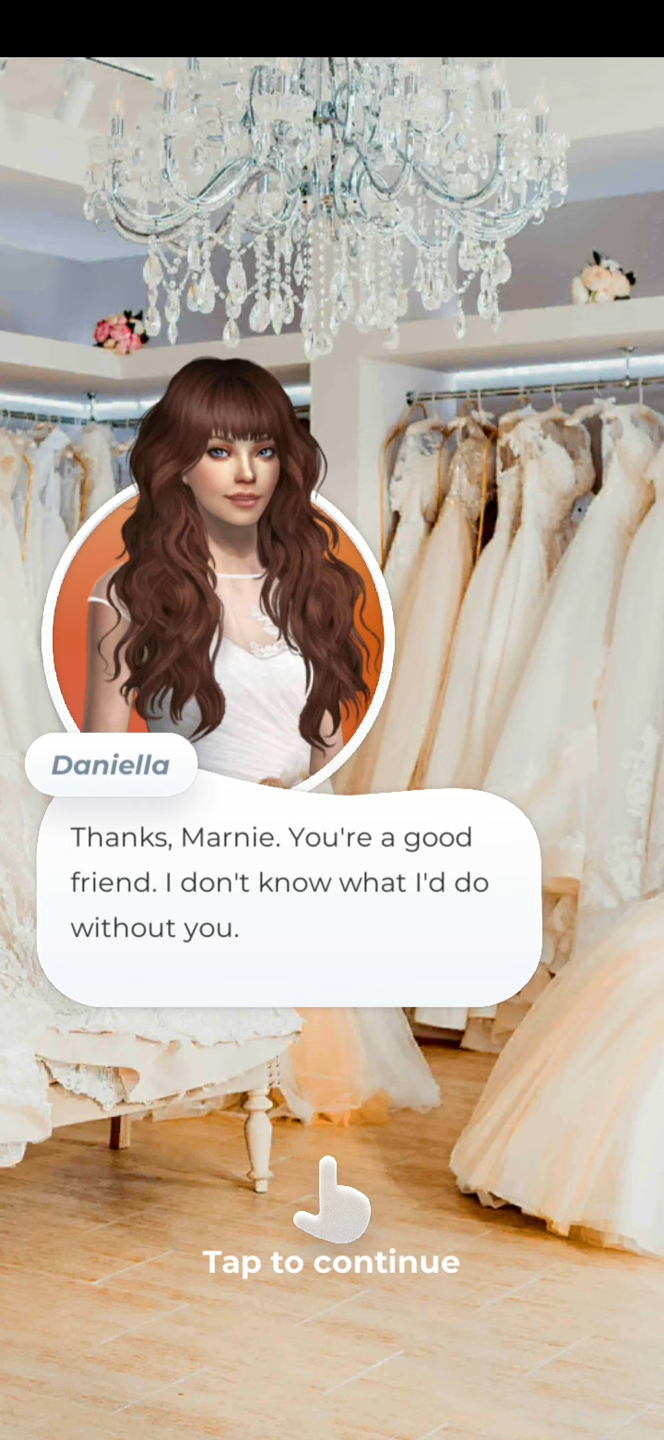 Daniella
Thanks, Marnie. You're a good
friend. I don't know what I'd do
without you.
Tap to continue